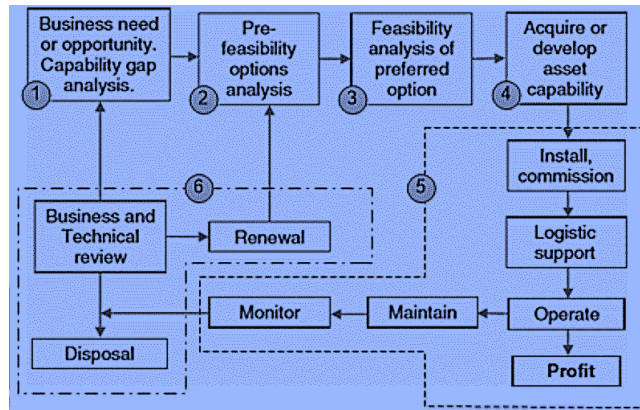 Business need
or opportunity.
Capability gap
analysis.
1
Pre-
feasibility
options
analysis
2
Feasibility
analysis of
preferred
option
3
Acquire or
develop
asset
capability
4
Install,
commission
5
6
Business and
Technical
review
Renewal
Logistic
support
Monitor
Maintain
Operate
Disposal
Profit